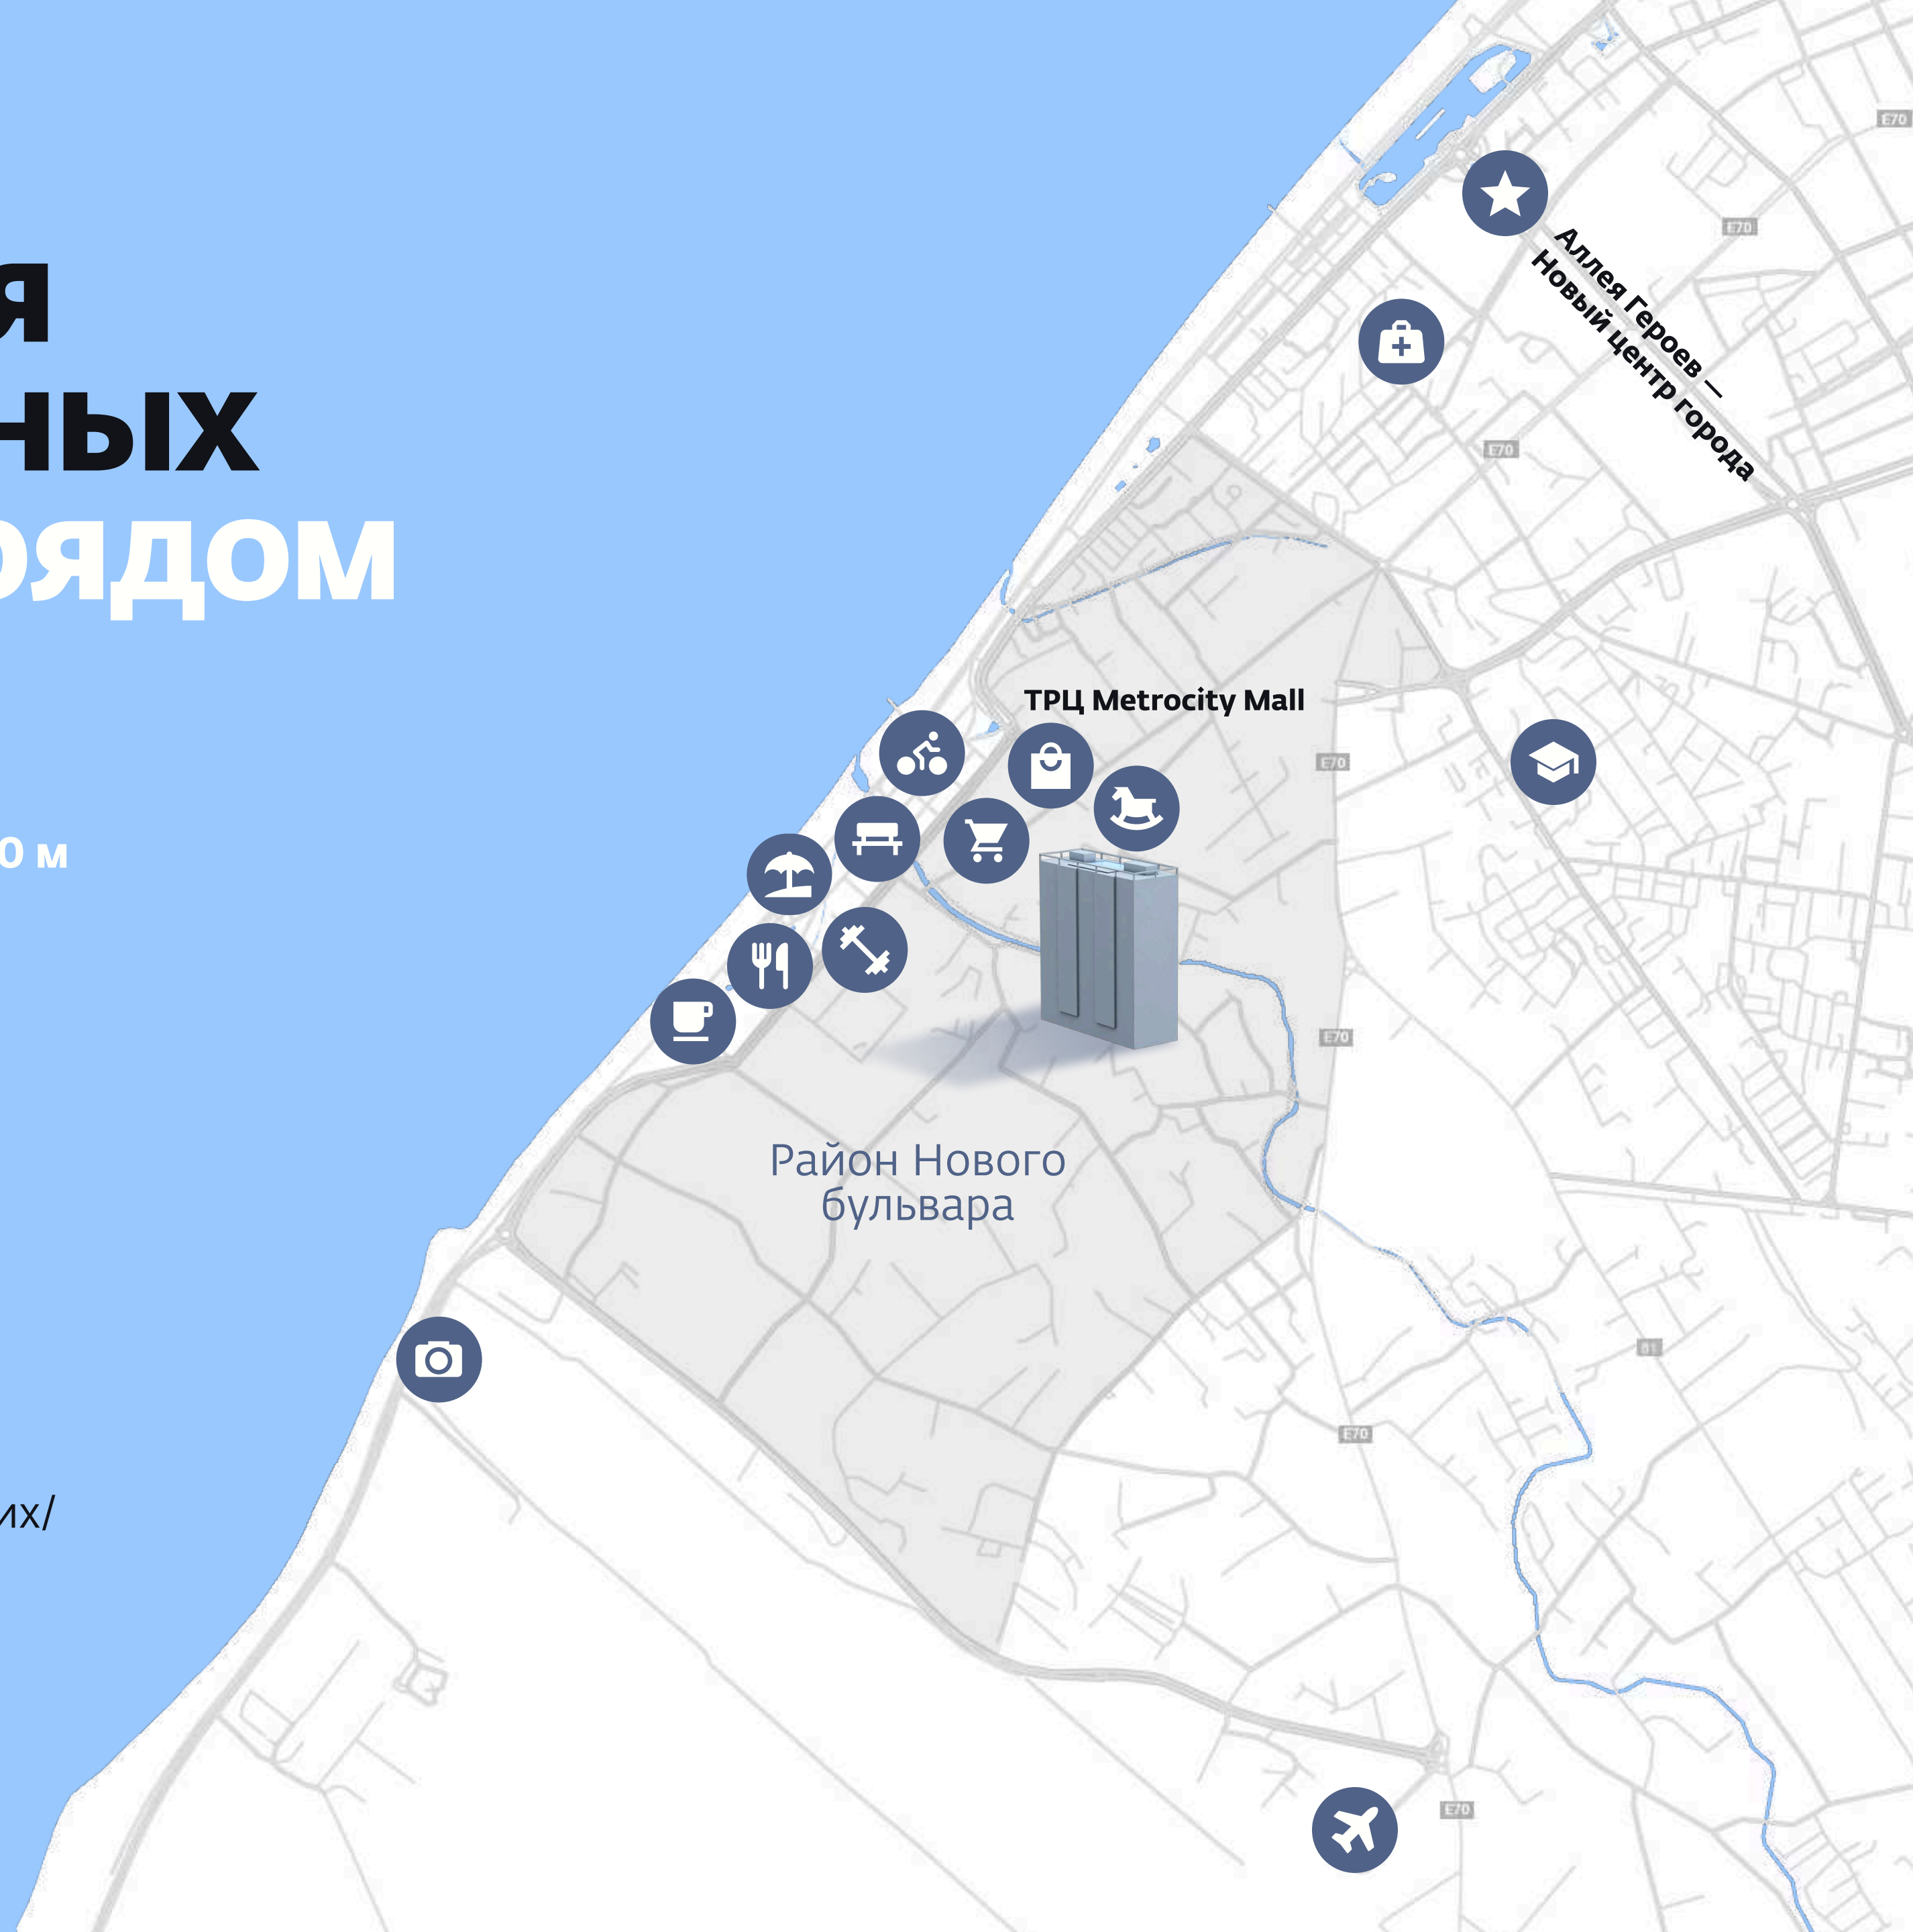 я
ных
рядом
0 м
их/
E70
E70
Аллея Героев —
Новый центр города
E70
ТРЦ Metrocity Mall
E70
E70
Район Нового
бульвара
E70
E70